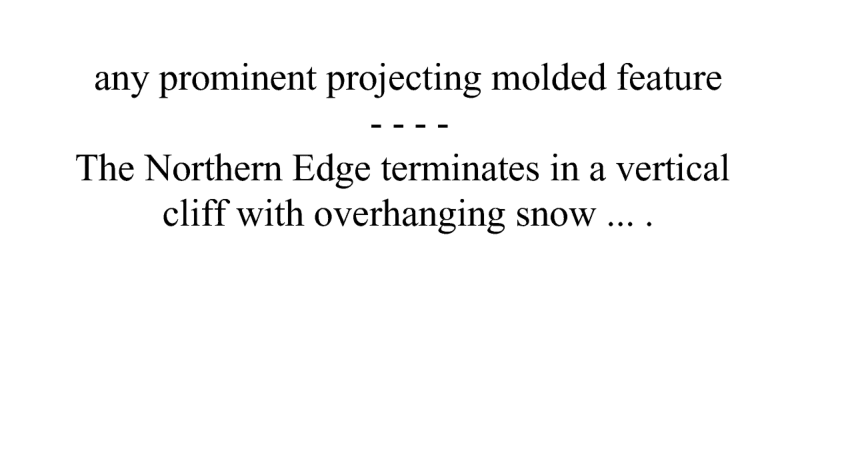 any prominent projecting molded feature
- - - -
The Northern Edge terminates in a vertical
cliff with overhanging snow ... .